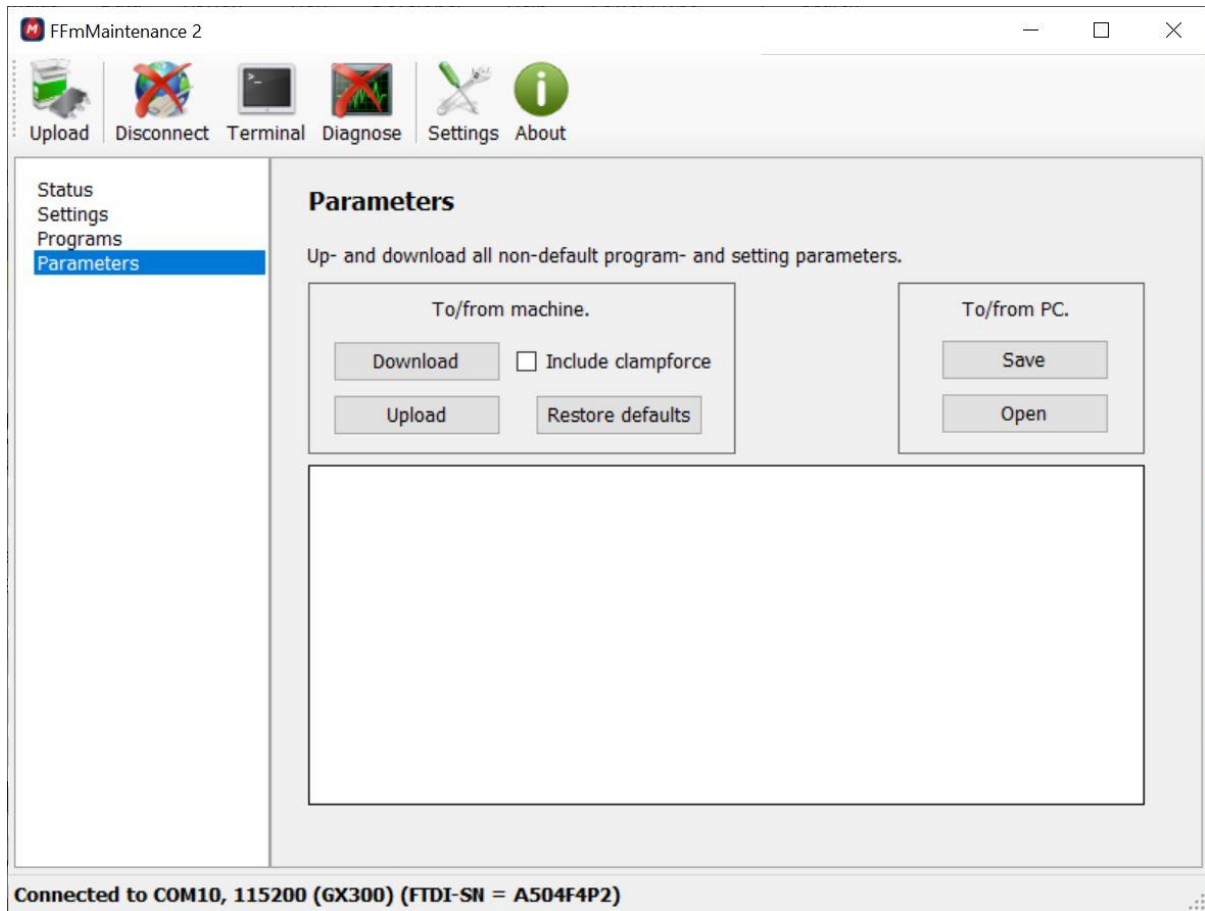 FFmMaintenance 2
Upload Disconnect Terminal Diagnose Settings About
Status
Settings
Programs
Parameters
Parameters
Up- and download all non-default program- and setting parameters.
To/from machine.
Download Include clampforce
Upload Restore defaults
To/from PC.
Save
Open
Connected to COM10, 115200 (GX300) (FTDI-SN = A504F4P2)